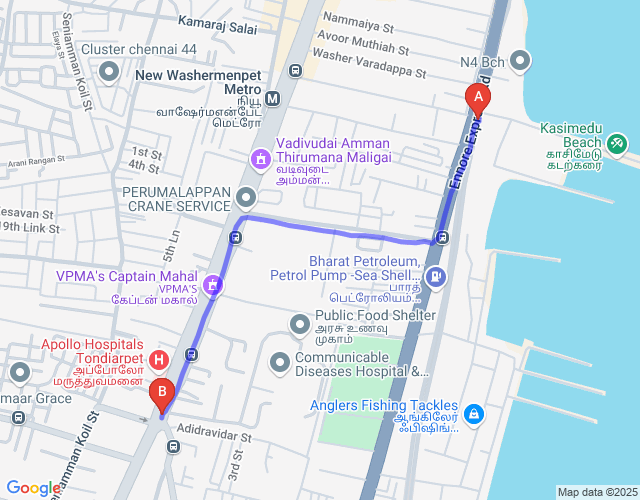 Nammaiya St
Kamaraj Salai
Avoor Muthiah St
Washer Varadappa St
Seniamman Koil St
Elaya St
Cluster chennai 44
N4 Bch
New Washermenpet
Metro
நியூ
வாஷேர்மென்பேட்
மெட்ரோ
A
Ennore Exp
d
Kasimedu
Beach
காசிமேடு
கடற்கரை
1st St
4th St
Arani Rangan St
Vadivudai Amman
Thirumana Maligai
வடிவுடை
அம்மன்...
PERUMALAPPAN
CRANE SERVICE
esavan St
19th Link St
5th Ln
VPMA's Captain Mahal
VPMA'S
கேப்டன் மகால்
Bharat Petroleum,
Petrol Pump -Sea Shell...
பாரத்
பெட்ரோலியம்...
Public Food Shelter
அரசு உணவு
முகாம்
Apollo Hospitals
Tondiarpet
அப்போலோ
மருத்துவமனை
H
Communicable
Diseases Hospital &...
B
maar Grace
Anglers Fishing Tackles
ஆங்கிலேர்
ஃபிஷிங்...
Adidravidar St
3rd St
niamman Koil St
Google
Map data ©2025